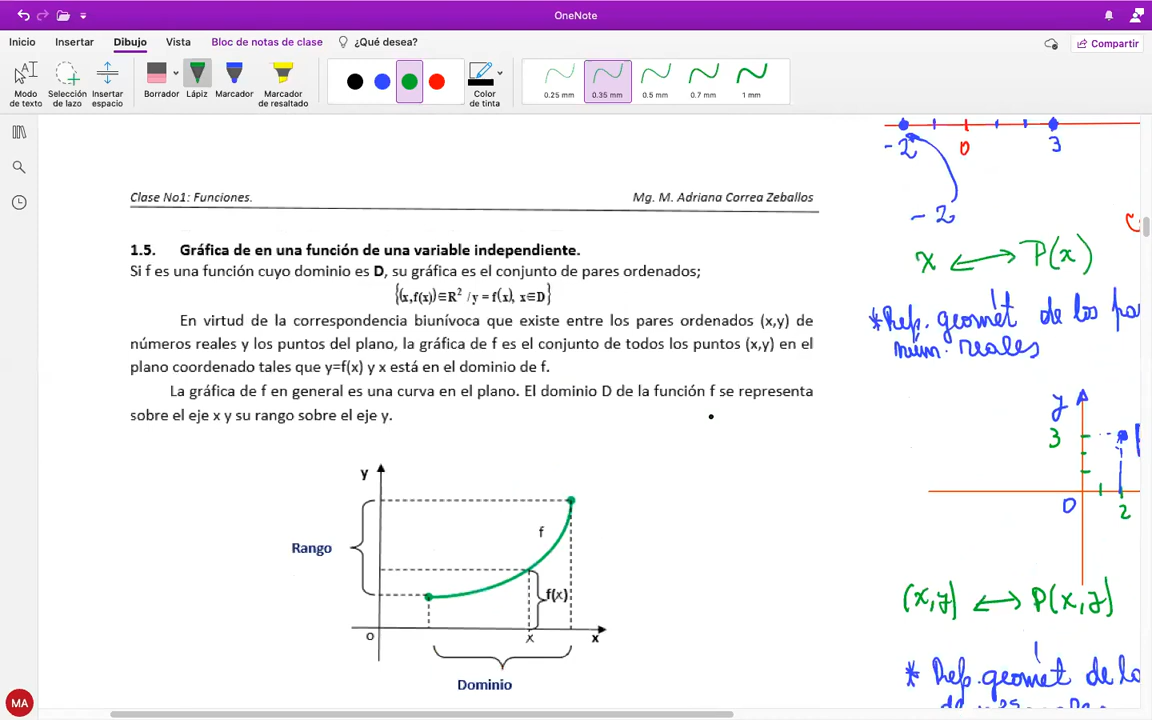 OneNote
Inicio Insertar Dibujo Vista Bloc de notas de clase ¿Qué desea? Compartir
Modo de texto Selección de lazo Insertar espacio Borrador Lápiz Marcador Marcador de resaltado Color de tinta 0.25 mm 0.35 mm 0.5 mm 0.7 mm 1 mm
Clase No1: Funciones. Mg. M. Adriana Correa Zeballos
1.5. Gráfica de en una función de una variable independiente.
Si f es una función cuyo dominio es D, su gráfica es el conjunto de pares ordenados;
{(x,f(x))∈R² / y = f(x), x∈D}
En virtud de la correspondencia biunívoca que existe entre los pares ordenados (x,y) de
números reales y los puntos del plano, la gráfica de f es el conjunto de todos los puntos (x,y) en el
plano coordenado tales que y=f(x) y x está en el dominio de f.
La gráfica de f en general es una curva en el plano. El dominio D de la función f se representa
sobre el eje x y su rango sobre el eje y.
y
f
Rango
f(x)
o x x
Dominio
-2 0 3
-2
x ⟷ P(x)
*Rep. geomét de los
núm. reales
y
3
0 2
(x,y) ⟷ P(x,y)
* Rep. geomét de
MA